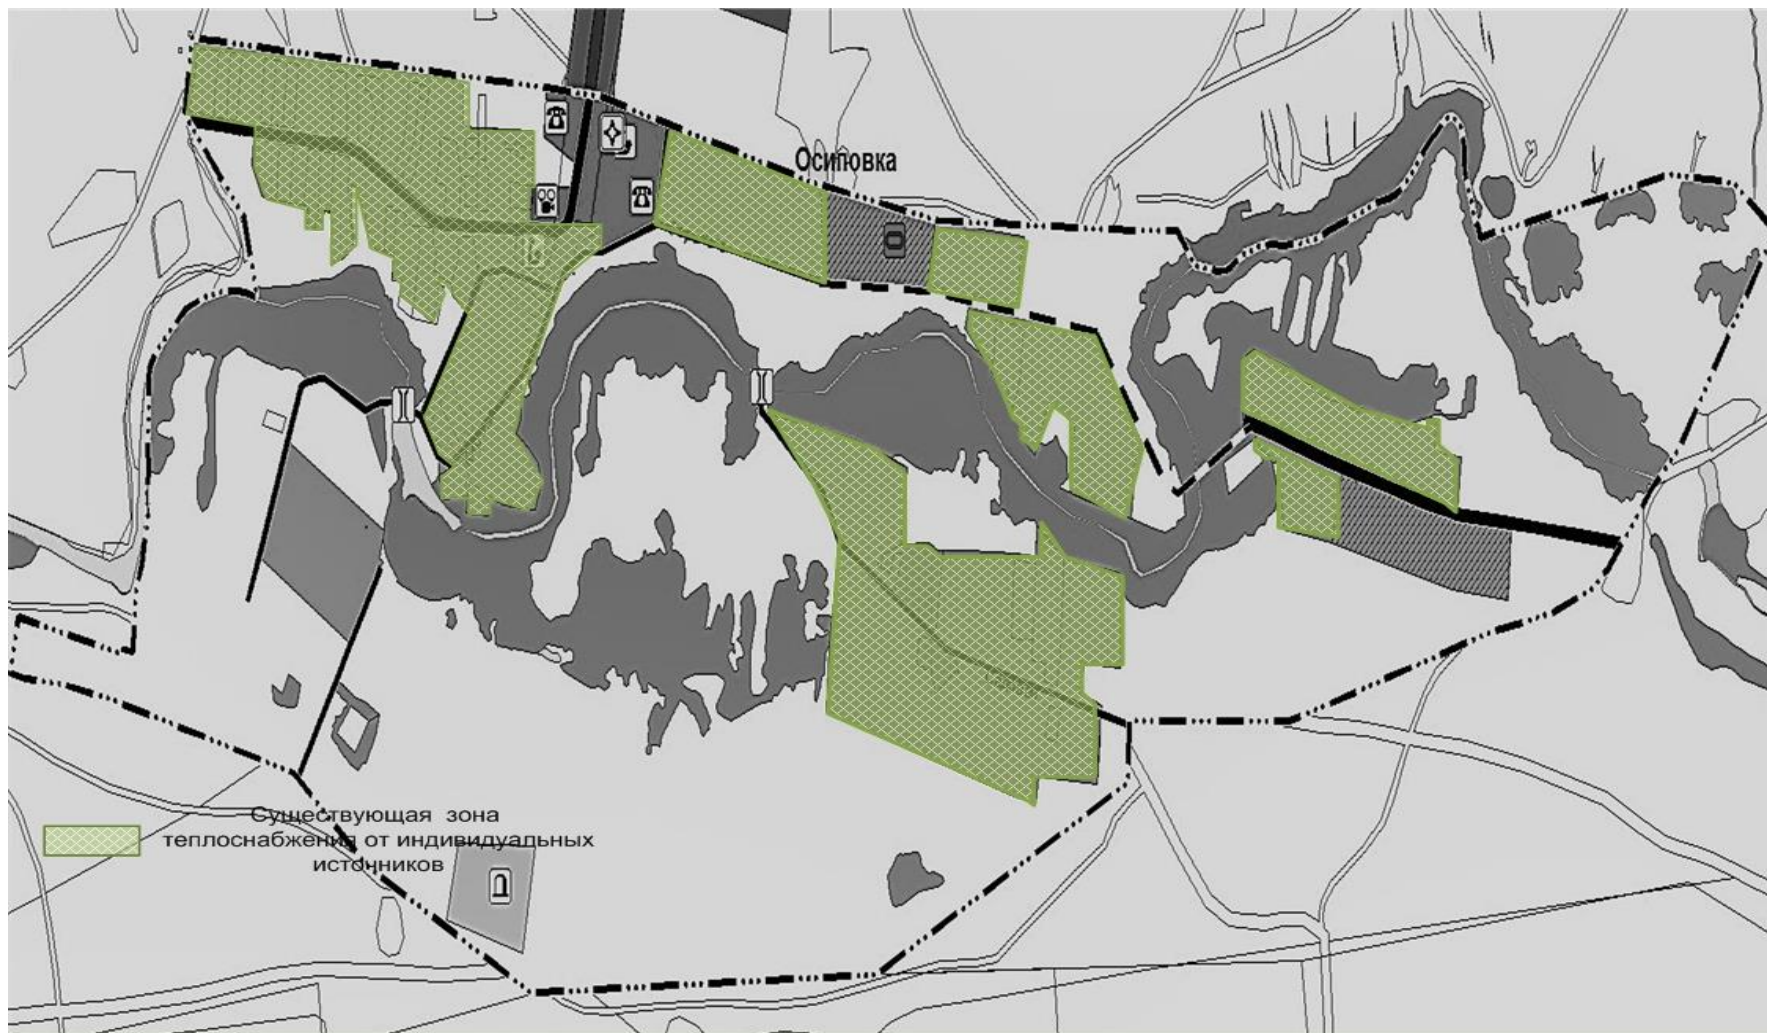 Осиповка
Существующая зона
теплоснабжения от индивидуальных
источников